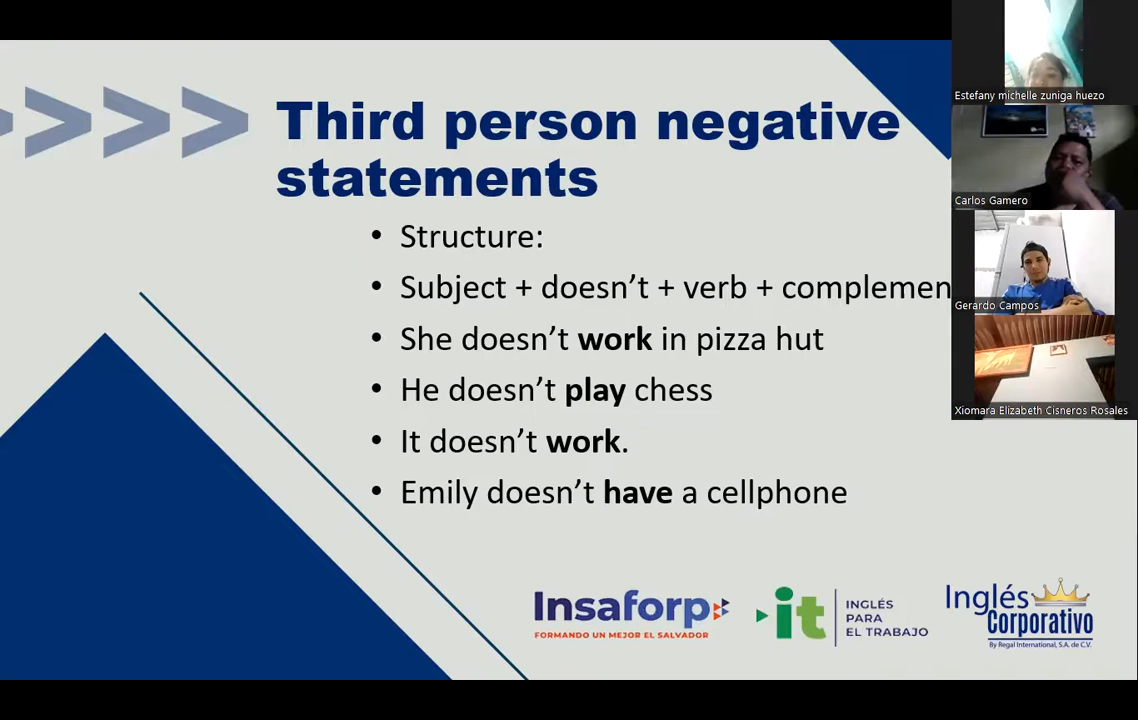 Third person negative
statements
• Structure:
• Subject + doesn’t + verb + complemen
• She doesn’t work in pizza hut
• He doesn’t play chess
• It doesn’t work.
• Emily doesn’t have a cellphone
Estefany michelle zuniga huezo
Carlos Gamero
Gerardo Campos
Xiomara Elizabeth Cisneros Rosales
Insaforp
FORMANDO UN MEJOR EL SALVADOR
it
INGLÉS
PARA
EL TRABAJO
Inglés
Corporativo
By Regal International, S.A. de C.V.